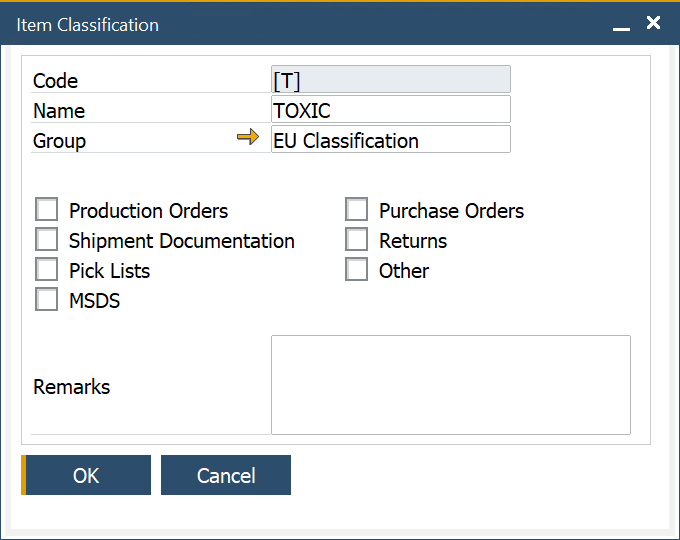 Item Classification
Code [T]
Name TOXIC
Group EU Classification
Production Orders Purchase Orders
Shipment Documentation Returns
Pick Lists Other
MSDS
Remarks
OK Cancel